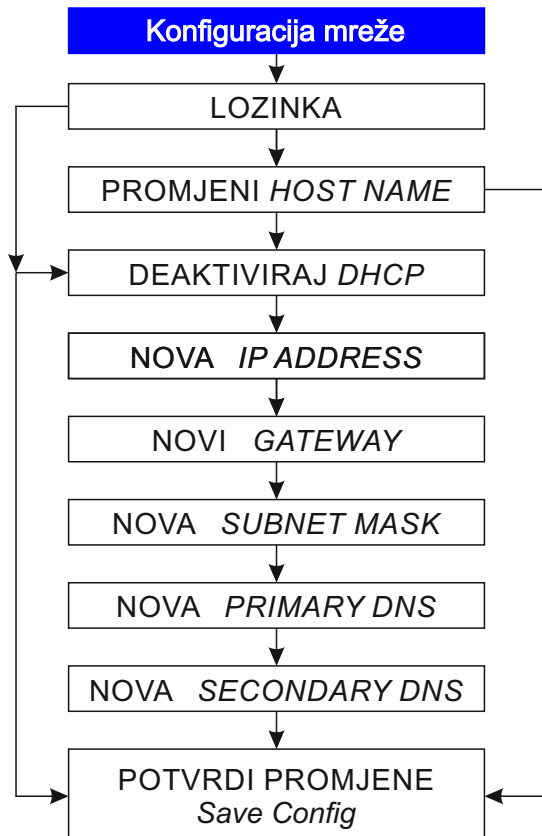 Konfiguracija mreže
LOZINKA
PROMJENI HOST NAME
DEAKTIVIRAJ DHCP
NOVA IP ADDRESS
NOVI GATEWAY
NOVA SUBNET MASK
NOVA PRIMARY DNS
NOVA SECONDARY DNS
POTVRDI PROMJENE
Save Config